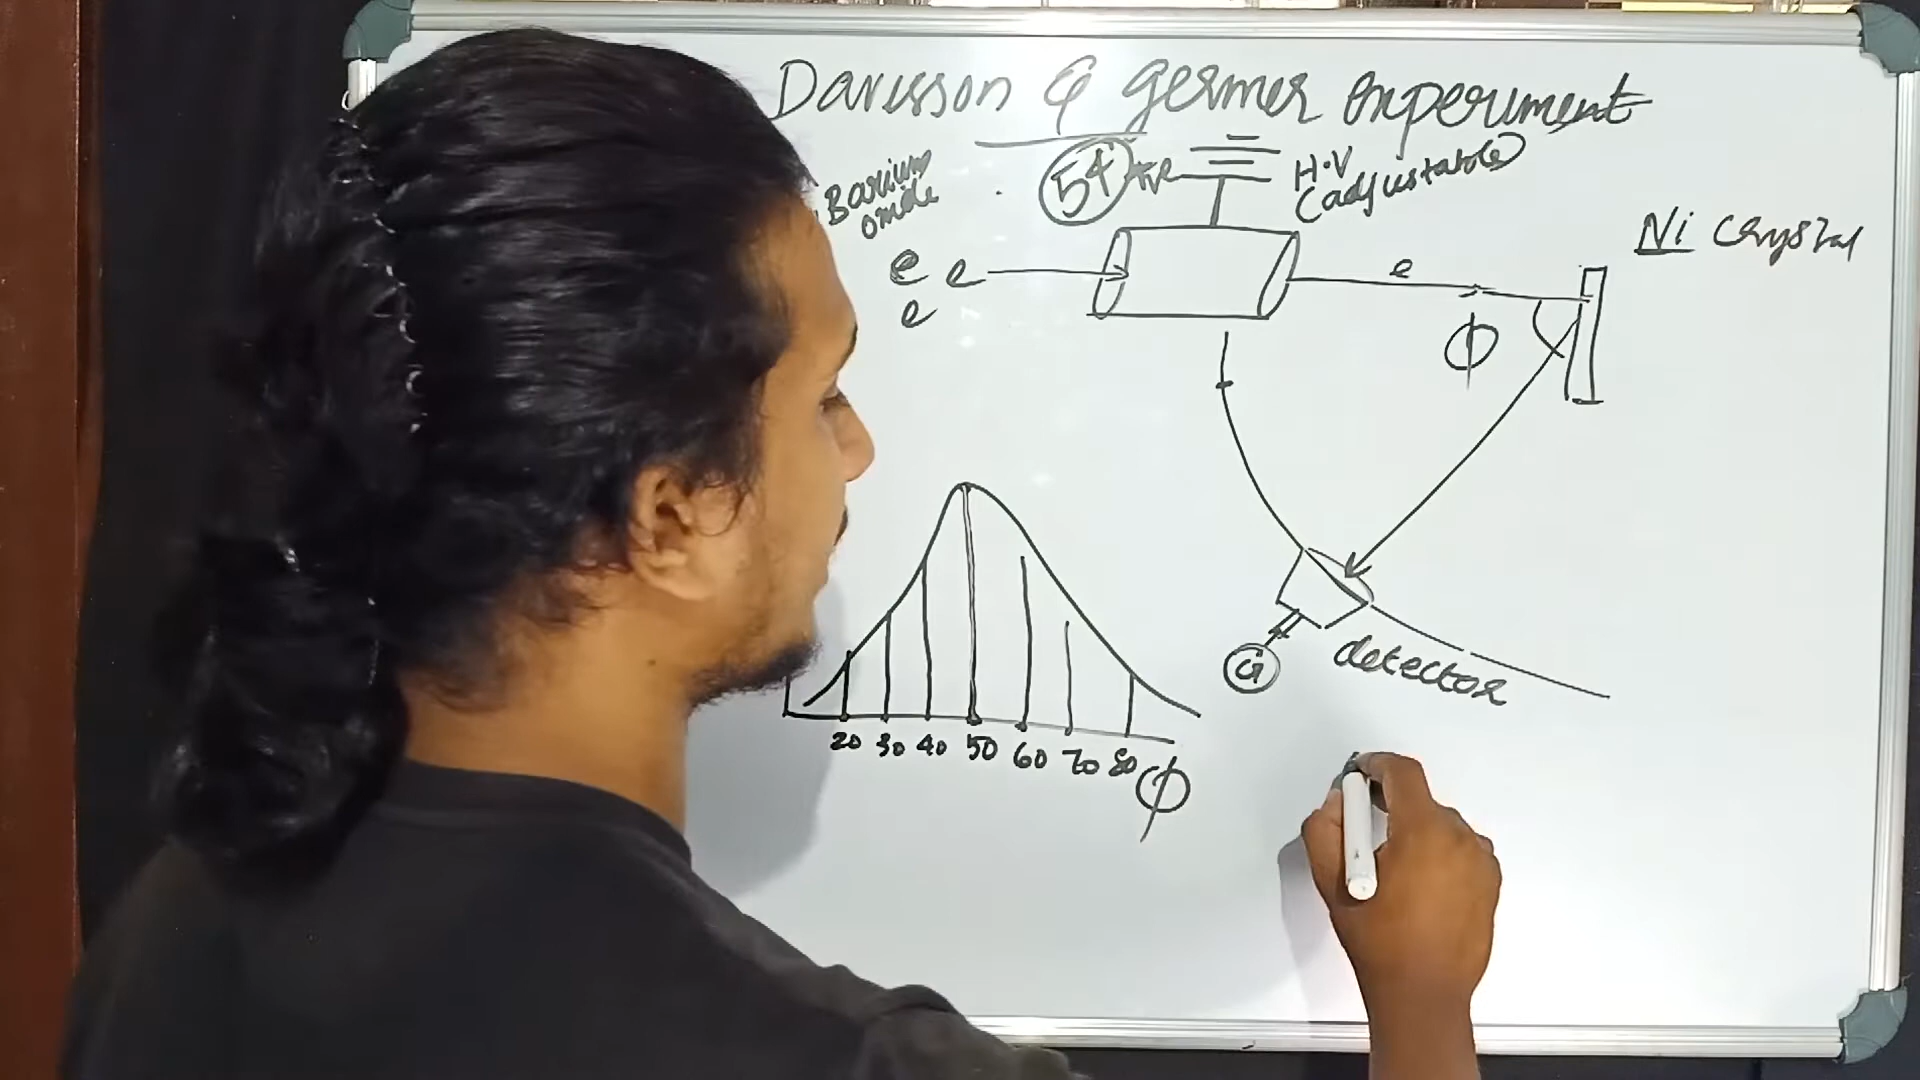 Davisson & germer experiment
Barium
oxide
54
H.V
(adjustable)
Ni Crystal
e e e
e
ϕ
G
detector
20 30 40 50 60 70 80
ϕ